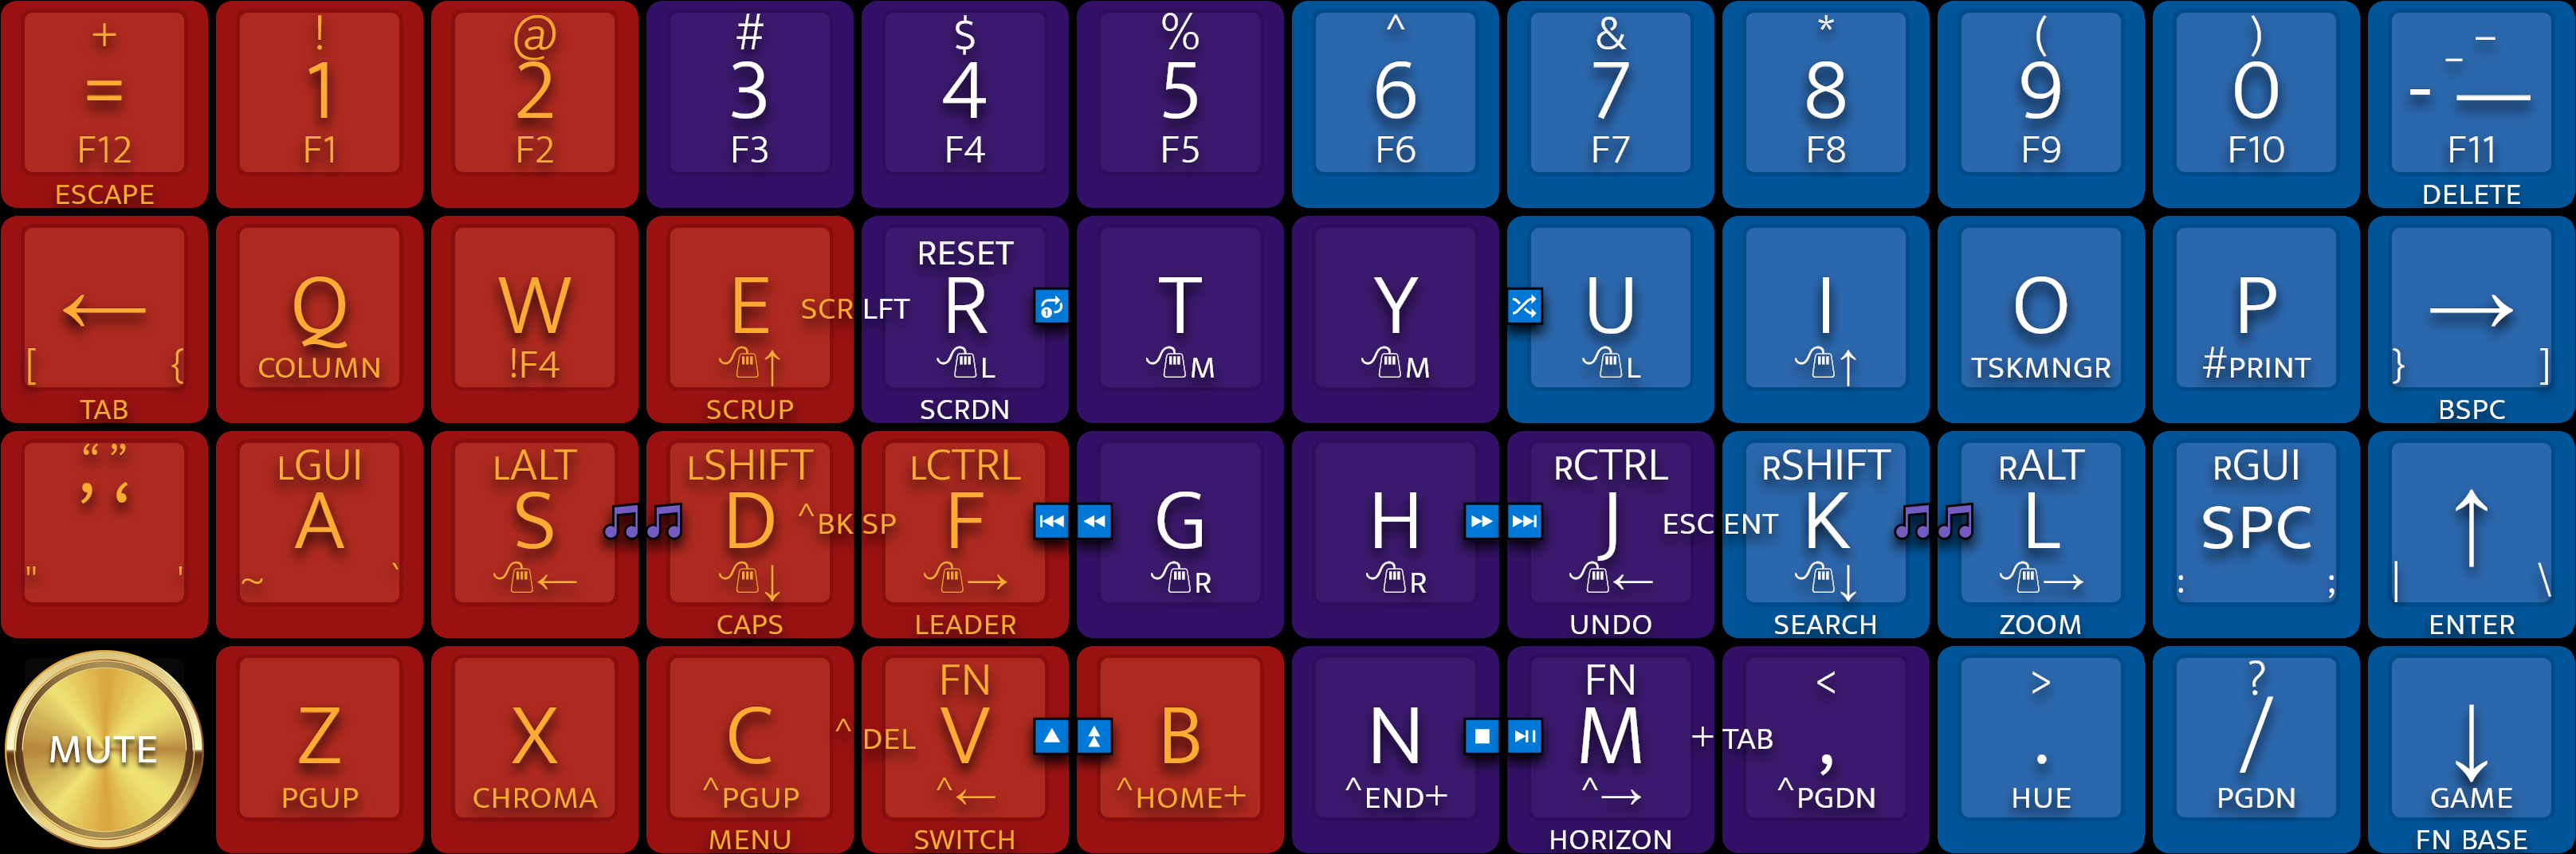 + ! @ # $ % ^ & * ( ) _ –
= 1 2 3 4 5 6 7 8 9 0 - —
F12 F1 F2 F3 F4 F5 F6 F7 F8 F9 F10 F11
ESCAPE DELETE
RESET
← Q W E SCR LFT R T Y U I O P →
[ { COLUMN !F4 ↑ L M M L ↑ TSKMNGR #PRINT } ]
TAB SCRUP SCRDN BSPC
“ ” LGUI LALT LSHIFT LCTRL RCTRL RSHIFT RALT RGUI
’ ‘ A S D ^BK SP F G H J ESC ENT K L SPC ↑
" ' ~ ` ← ↓ → R R ← ↓ → : ; | \
CAPS LEADER UNDO SEARCH ZOOM ENTER
FN FN < > ?
MUTE Z X C ^ DEL V B N M + TAB , . / ↓
PGUP CHROMA ^PGUP ^← ^HOME+ ^END+ ^→ ^PGDN HUE PGDN GAME
MENU SWITCH HORIZON FN BASE